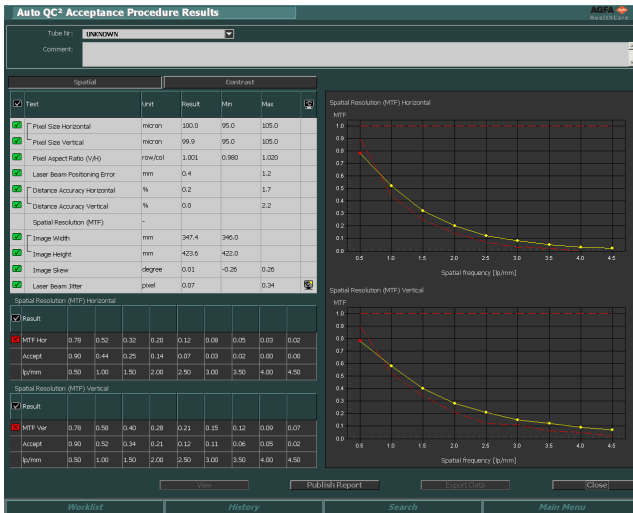 Auto QC² Acceptance Procedure Results
AGFA
HealthCare
Tube Nr: UNKNOWN
Comment:
Spatial Contrast
Test Unit Result Min Max
Pixel Size Horizontal micron 100.0 95.0 105.0
Pixel Size Vertical micron 99.9 95.0 105.0
Pixel Aspect Ratio (V/H) row/col 1.001 0.980 1.020
Laser Beam Positioning Error mm 0.4 1.2
Distance Accuracy Horizontal % 0.2 1.7
Distance Accuracy Vertical % 0.0 2.2
Spatial Resolution (MTF) -
Image Width mm 347.4 346.0
Image Height mm 423.6 422.0
Image Skew degree 0.01 -0.26 0.26
Laser Beam Jitter pixel 0.07 0.34
Spatial Resolution (MTF) Horizontal
Result
MTF Hor 0.78 0.52 0.32 0.20 0.12 0.08 0.05 0.03 0.02
Accept 0.90 0.44 0.25 0.14 0.07 0.03 0.02 0.00 0.00
lp/mm 0.50 1.00 1.50 2.00 2.50 3.00 3.50 4.00 4.50
Spatial Resolution (MTF) Vertical
Result
MTF Ver 0.78 0.58 0.40 0.28 0.21 0.15 0.12 0.09 0.07
Accept 0.90 0.52 0.34 0.21 0.12 0.11 0.06 0.05 0.02
lp/mm 0.50 1.00 1.50 2.00 2.50 3.00 3.50 4.00 4.50
Spatial Resolution (MTF) Horizontal
MTF
1.0
0.9
0.8
0.7
0.6
0.5
0.4
0.3
0.2
0.1
0.0
0.5 1.0 1.5 2.0 2.5 3.0 3.5 4.0 4.5
Spatial frequency [lp/mm]
Spatial Resolution (MTF) Vertical
MTF
1.0
0.9
0.8
0.7
0.6
0.5
0.4
0.3
0.2
0.1
0.0
0.5 1.0 1.5 2.0 2.5 3.0 3.5 4.0 4.5
Spatial frequency [lp/mm]
View Publish Report Export Data Close
Worklist History Search Main Menu